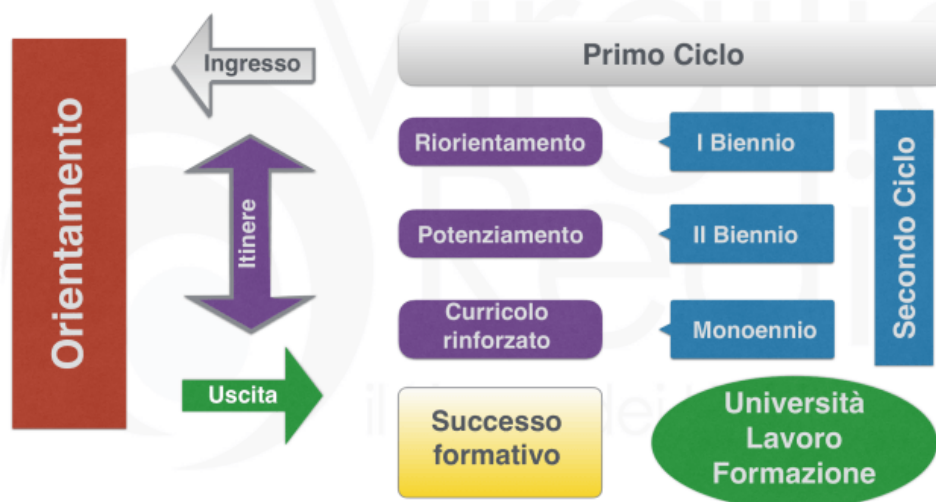 Orientamento
Ingresso
Primo Ciclo
Itinere
Riorientamento
I Biennio
Potenziamento
II Biennio
Curricolo
rinforzato
Monoennio
Secondo Ciclo
Uscita
Successo
formativo
Università
Lavoro
Formazione